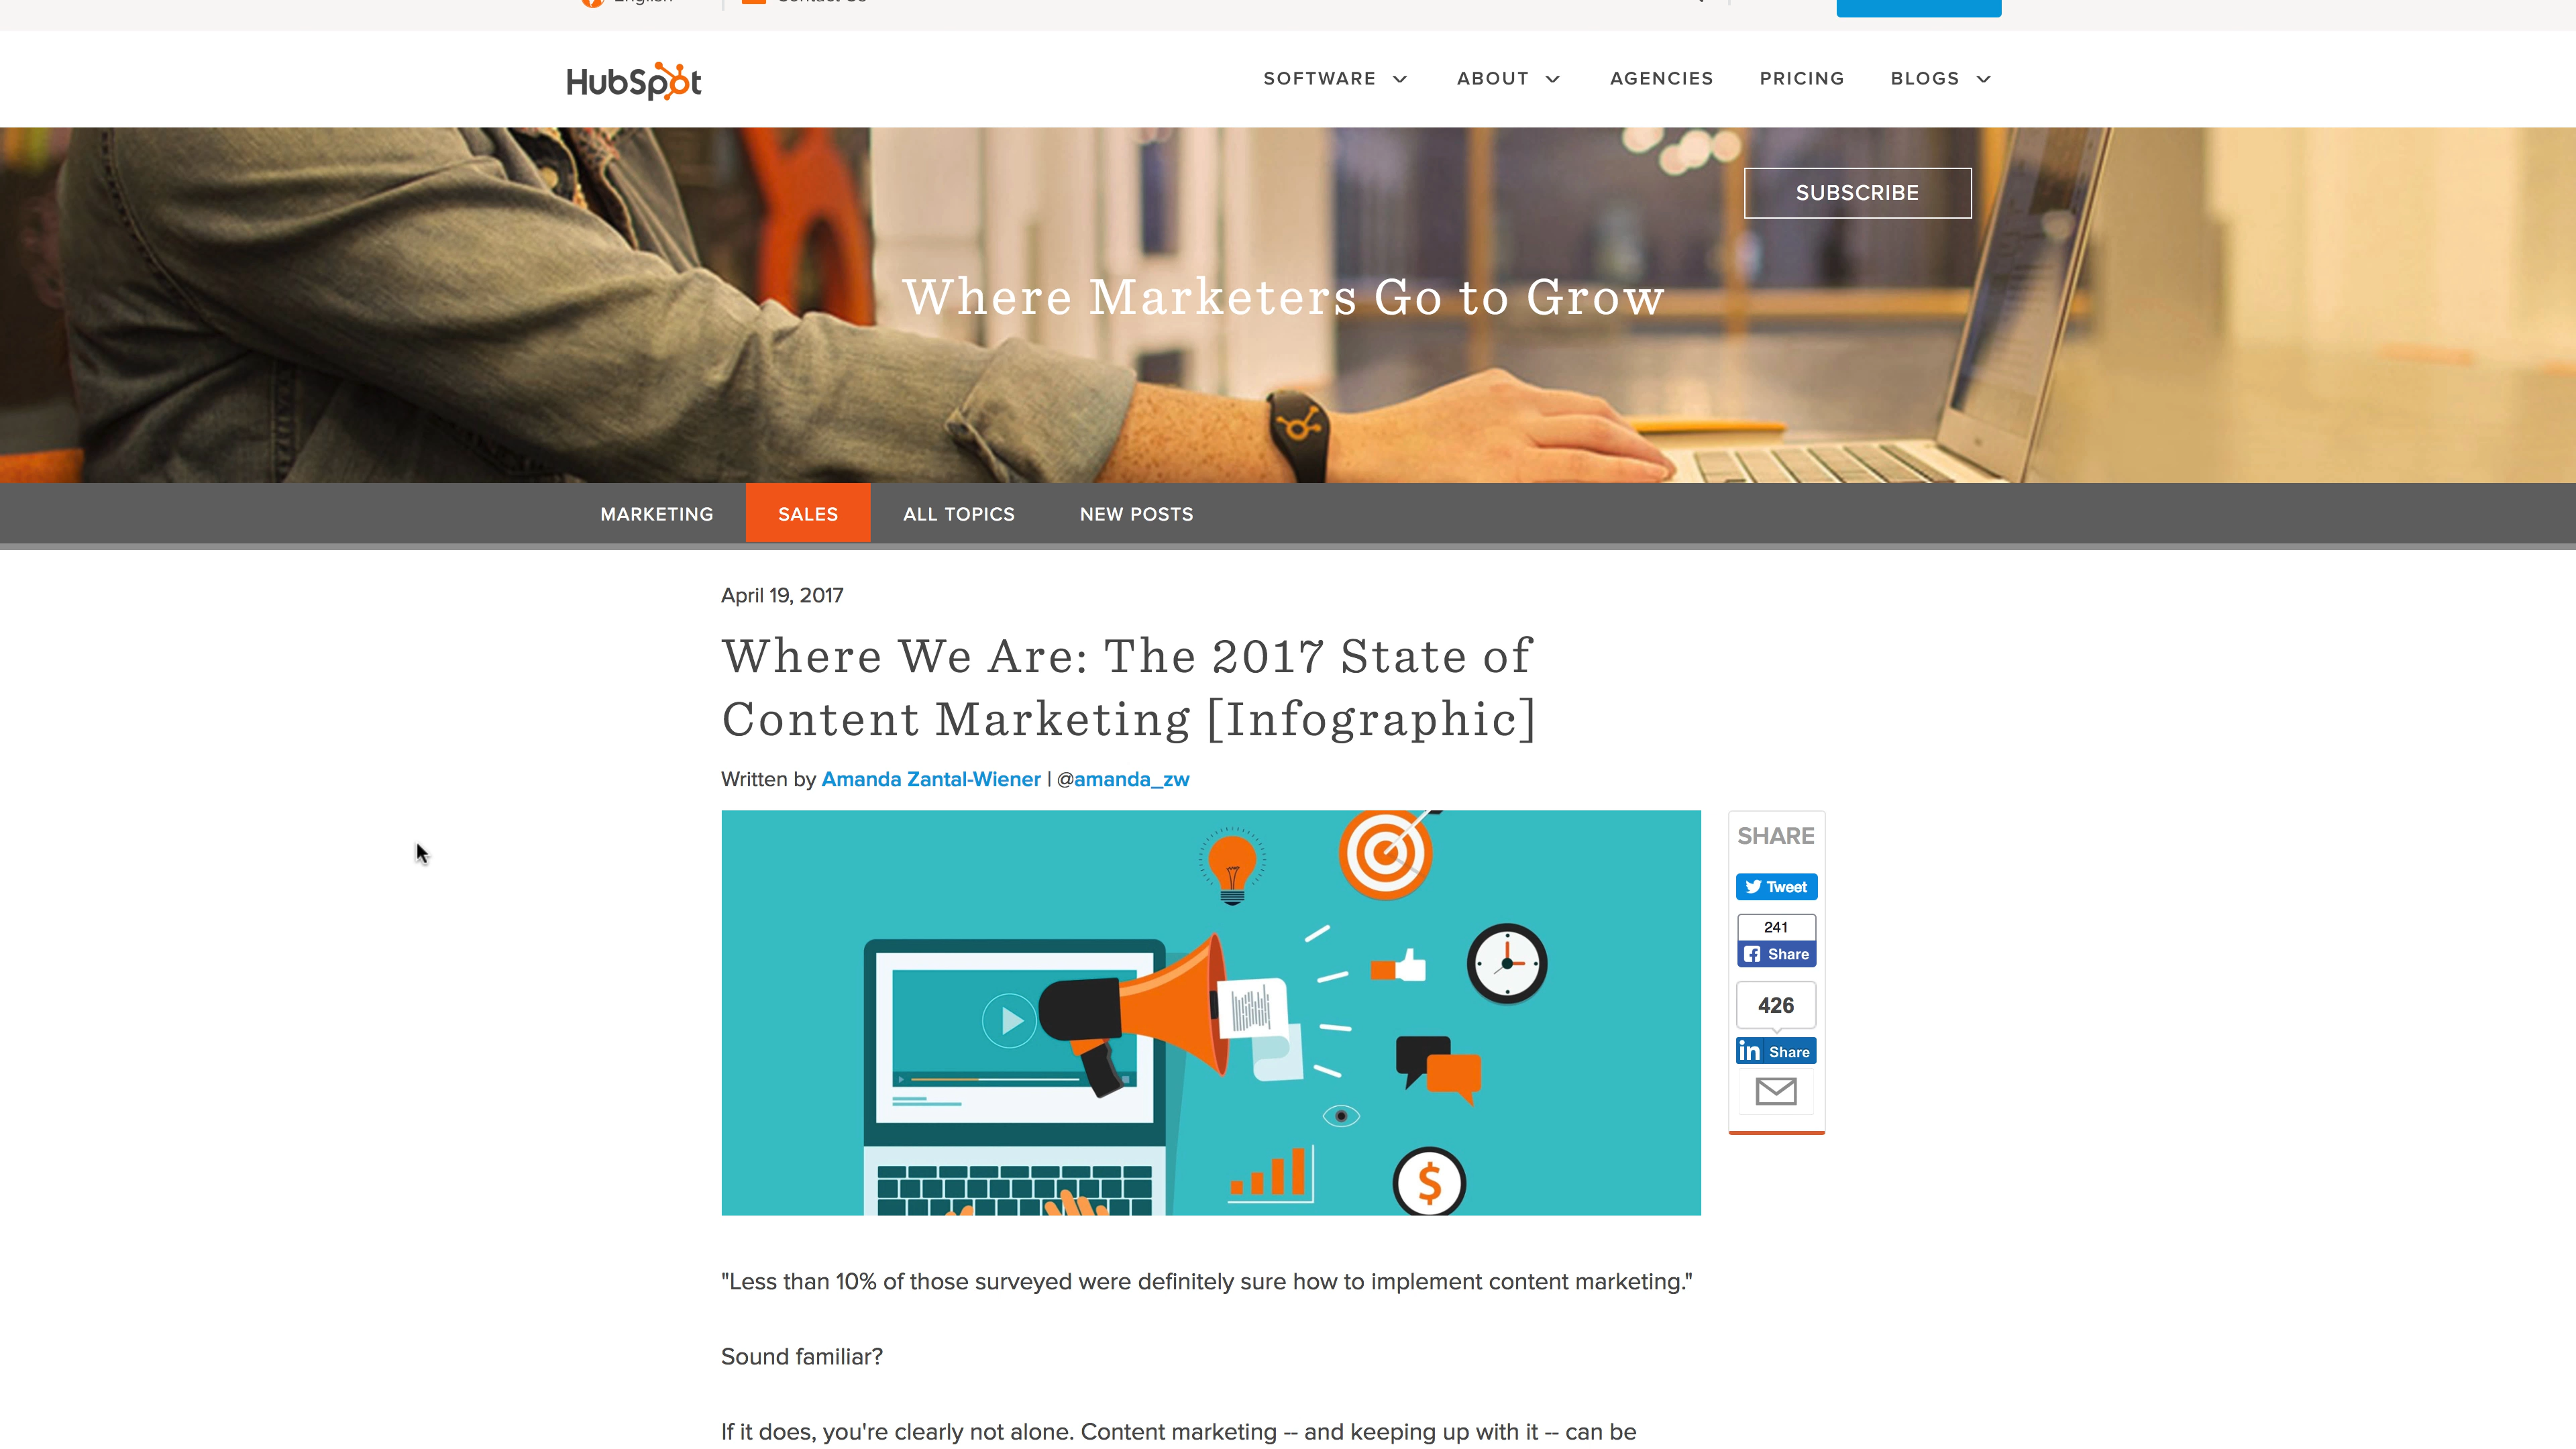 English
Contact Us
HubSpot
SOFTWARE
ABOUT
AGENCIES
PRICING
BLOGS
SUBSCRIBE
Where Marketers Go to Grow
MARKETING
SALES
ALL TOPICS
NEW POSTS
April 19, 2017
Where We Are: The 2017 State of
Content Marketing [Infographic]
Written by Amanda Zantal-Wiener | @amanda_zw
SHARE
Tweet
241
Share
426
in Share
$
"Less than 10% of those surveyed were definitely sure how to implement content marketing."
Sound familiar?
If it does, you're clearly not alone. Content marketing -- and keeping up with it -- can be